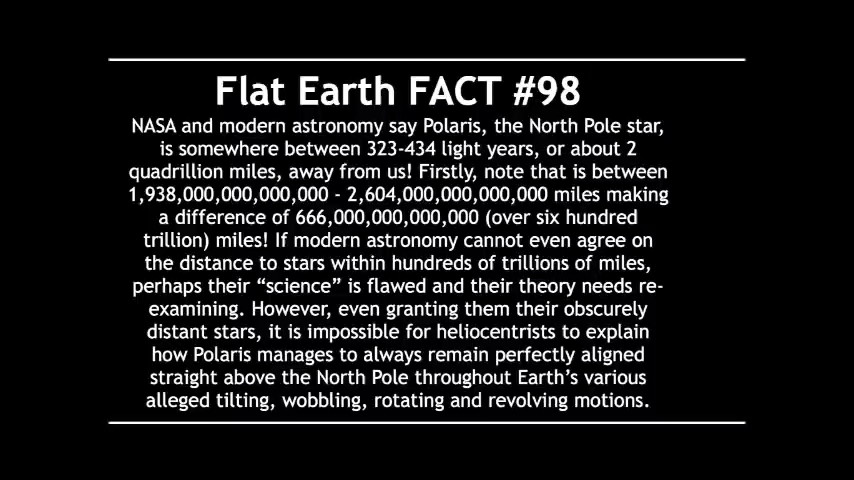 Flat Earth FACT #98
NASA and modern astronomy say Polaris, the North Pole star,
is somewhere between 323-434 light years, or about 2
quadrillion miles, away from us! Firstly, note that is between
1,938,000,000,000,000 - 2,604,000,000,000,000 miles making
a difference of 666,000,000,000,000 (over six hundred
trillion) miles! If modern astronomy cannot even agree on
the distance to stars within hundreds of trillions of miles,
perhaps their “science” is flawed and their theory needs re-
examining. However, even granting them their obscurely
distant stars, it is impossible for heliocentrists to explain
how Polaris manages to always remain perfectly aligned
straight above the North Pole throughout Earth’s various
alleged tilting, wobbling, rotating and revolving motions.